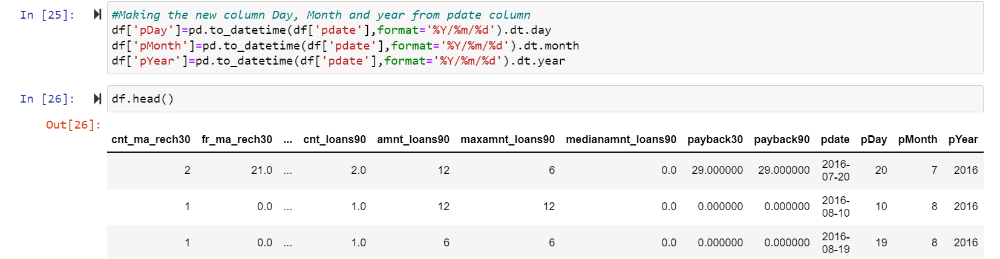 In [25]:
#Making the new column Day, Month and year from pdate column
df['pDay']=pd.to_datetime(df['pdate'],format='%Y/%m/%d').dt.day
df['pMonth']=pd.to_datetime(df['pdate'],format='%Y/%m/%d').dt.month
df['pYear']=pd.to_datetime(df['pdate'],format='%Y/%m/%d').dt.year
In [26]:
df.head()
Out[26]:
cnt_ma_rech30 fr_ma_rech30 ... cnt_loans90 amnt_loans90 maxamnt_loans90 medianamnt_loans90 payback30 payback90 pdate pDay pMonth pYear
2 21.0 ... 2.0 12 6 0.0 29.000000 29.000000 2016-07-20 20 7 2016
1 0.0 ... 1.0 12 12 0.0 0.000000 0.000000 2016-08-10 10 8 2016
1 0.0 ... 1.0 6 6 0.0 0.000000 0.000000 2016-08-19 19 8 2016